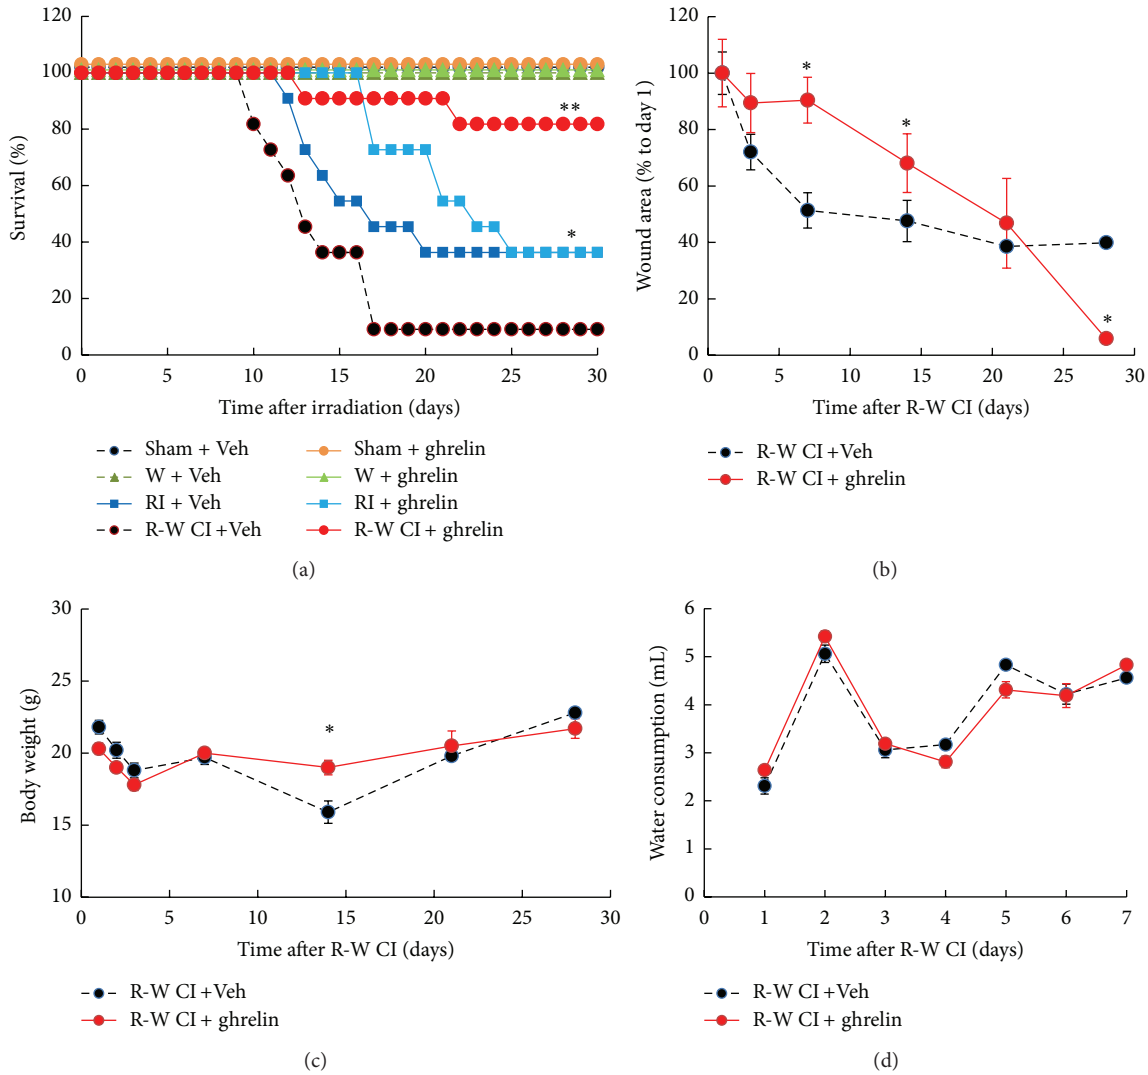 120
100
80
60
40
20
0
Survival (%)
**
*
0 5 10 15 20 25 30
Time after irradiation (days)
Sham + Veh
Sham + ghrelin
W + Veh
W + ghrelin
RI + Veh
RI + ghrelin
R-W CI +Veh
R-W CI + ghrelin
(a)
120
100
80
60
40
20
0
Wound area (% to day 1)
*
*
*
0 5 10 15 20 25 30
Time after R-W CI (days)
R-W CI +Veh
R-W CI + ghrelin
(b)
30
25
20
15
10
Body weight (g)
*
0 5 10 15 20 25 30
Time after R-W CI (days)
R-W CI +Veh
R-W CI + ghrelin
(c)
6
5
4
3
2
1
0
Water consumption (mL)
0 1 2 3 4 5 6 7
Time after R-W CI (days)
R-W CI +Veh
R-W CI + ghrelin
(d)